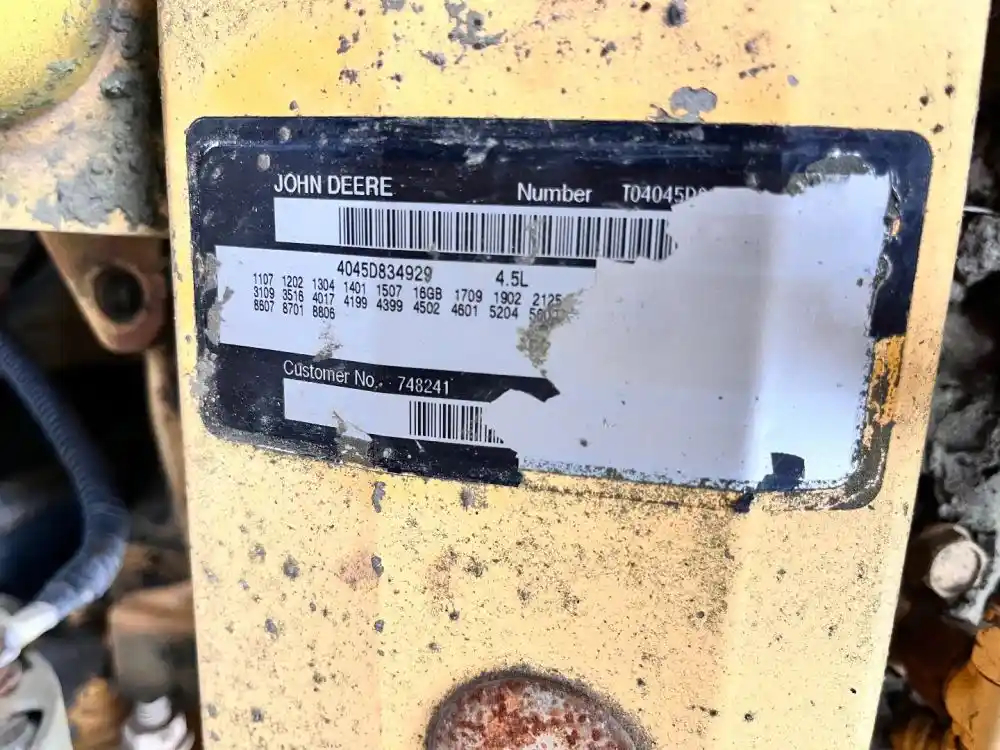 JOHN DEERE Number T04045D
4045D834929 4.5L
1107 1202 1304 1401 1507 16GB 1709 1902 2125
3109 3516 4017 4199 4399 4502 4601 5204
8607 8701 8806
Customer No. 748241